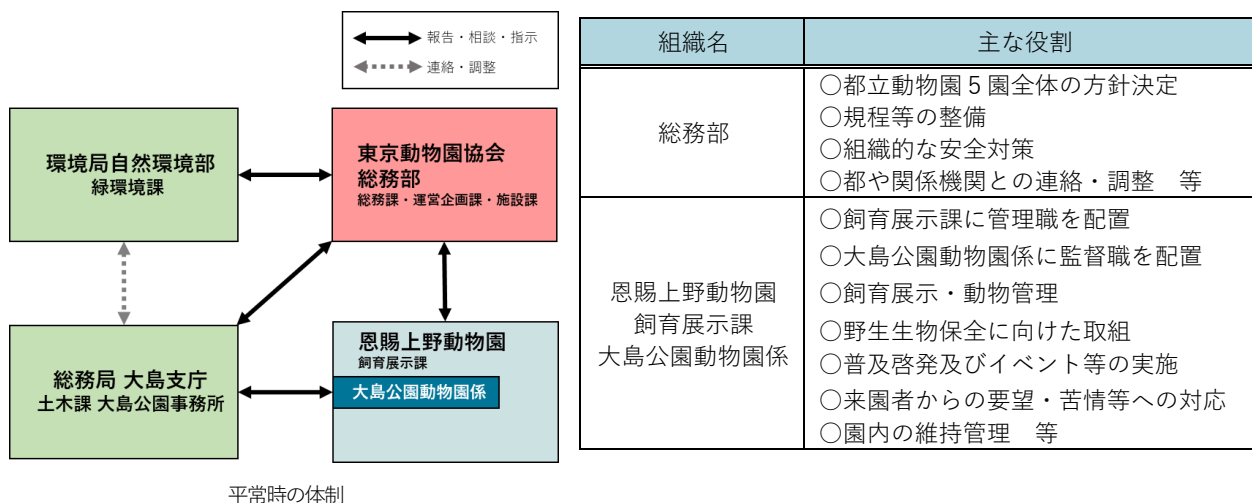 報告・相談・指示
連絡・調整
環境局自然環境部
緑環境課
東京動物園協会
総務部
総務課・運営企画課・施設課
総務局 大島支庁
土木課 大島公園事務所
恩賜上野動物園
飼育展示課
大島公園動物園係
平常時の体制
組織名
主な役割
総務部
○都立動物園5園全体の方針決定
○規程等の整備
○組織的な安全対策
○都や関係機関との連絡・調整　等
恩賜上野動物園
飼育展示課
大島公園動物園係
○飼育展示課に管理職を配置
○大島公園動物園係に監督職を配置
○飼育展示・動物管理
○野生生物保全に向けた取組
○普及啓発及びイベント等の実施
○来園者からの要望・苦情等への対応
○園内の維持管理　等